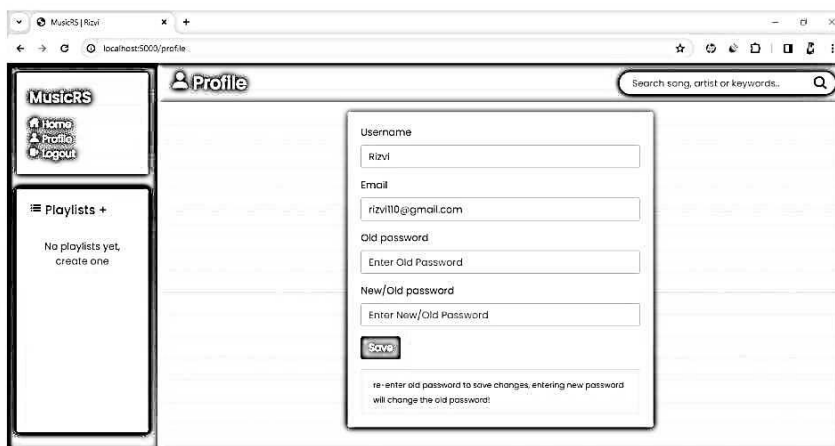 MusicRS | Rizvi
localhost:5000/profile
MusicRS
Home
Profile
Logout
Playlists +
No playlists yet,
create one
Profile
Search song, artist or keywords..
Username
Rizvi
Email
rizvi110@gmail.com
Old password
Enter Old Password
New/Old password
Enter New/Old Password
Save
re-enter old password to save changes, entering new password
will change the old password!